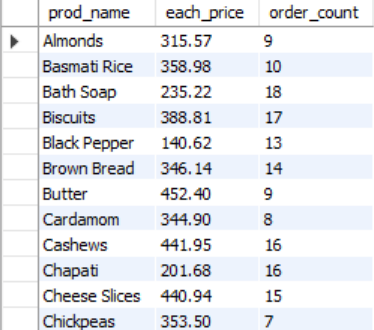 prod_name each_price order_count
Almonds 315.57 9
Basmati Rice 358.98 10
Bath Soap 235.22 18
Biscuits 388.81 17
Black Pepper 140.62 13
Brown Bread 346.14 14
Butter 452.40 9
Cardamom 344.90 8
Cashews 441.95 16
Chapati 201.68 16
Cheese Slices 440.94 15
Chickpeas 353.50 7